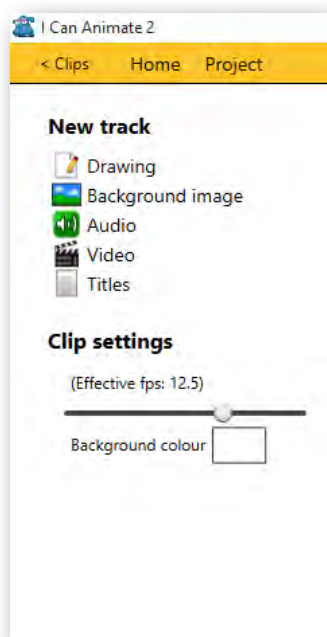 I Can Animate 2
< Clips Home Project
New track
Drawing
Background image
Audio
Video
Titles
Clip settings
(Effective fps: 12.5)
Background colour